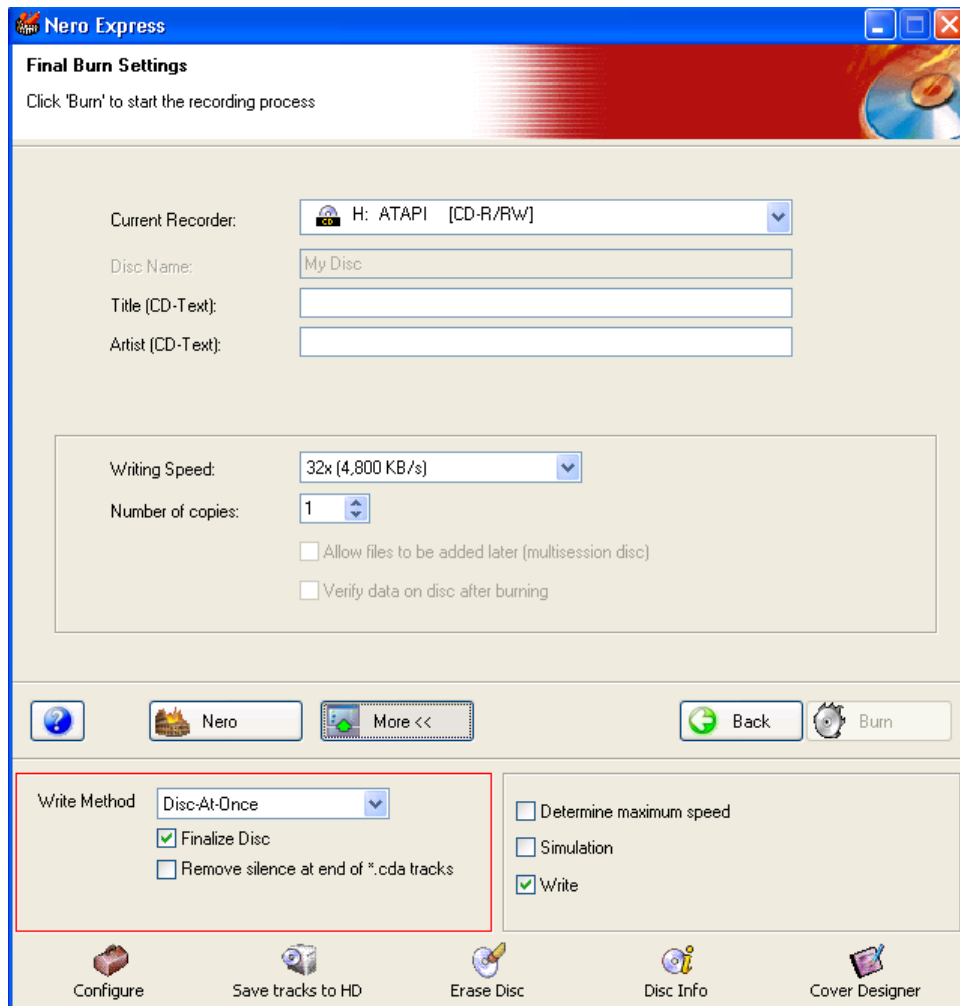 Nero Express
Final Burn Settings
Click 'Burn' to start the recording process
Current Recorder: H: ATAPI [CD-R/RW]
Disc Name: My Disc
Title (CD-Text):
Artist (CD-Text):
Writing Speed: 32x (4,800 KB/s)
Number of copies: 1
Allow files to be added later (multisession disc)
Verify data on disc after burning
Nero More << Back Burn
Write Method Disc-At-Once
Finalize Disc
Remove silence at end of *.cda tracks
Determine maximum speed
Simulation
Write
Configure Save tracks to HD Erase Disc Disc Info Cover Designer